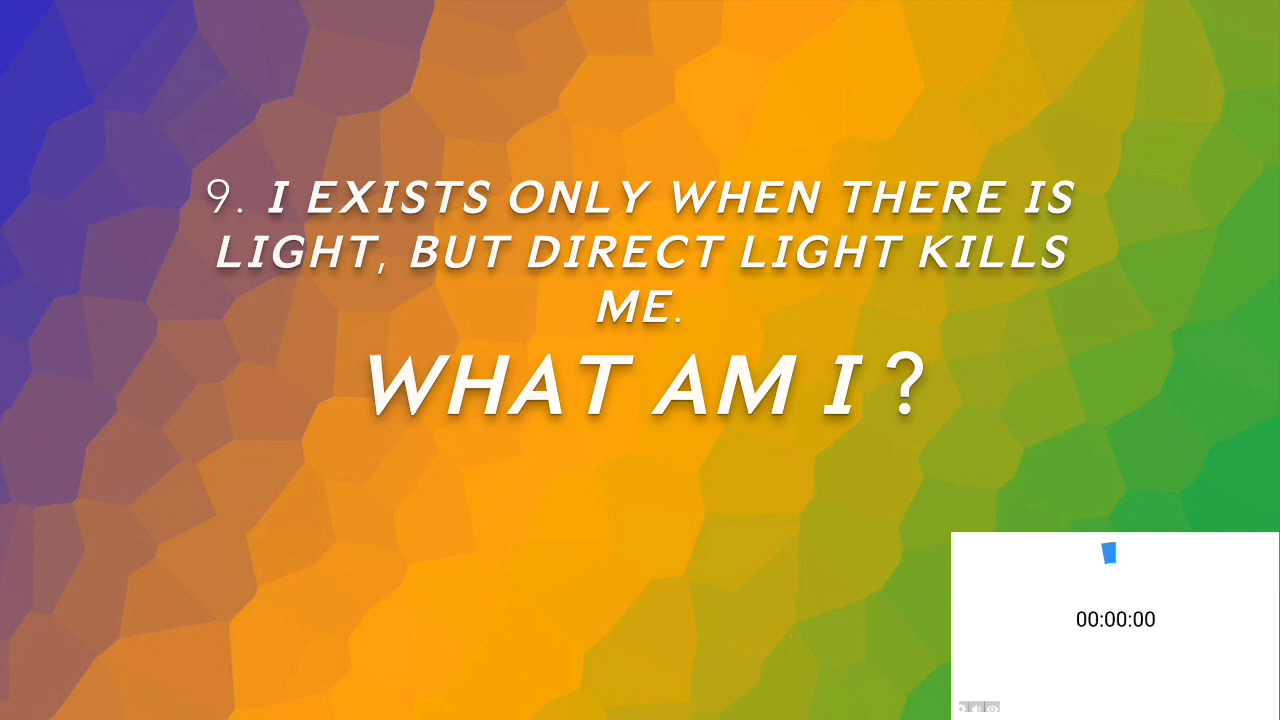 9. I EXISTS ONLY WHEN THERE IS
LIGHT, BUT DIRECT LIGHT KILLS
ME.
WHAT AM I ?
00:00:00